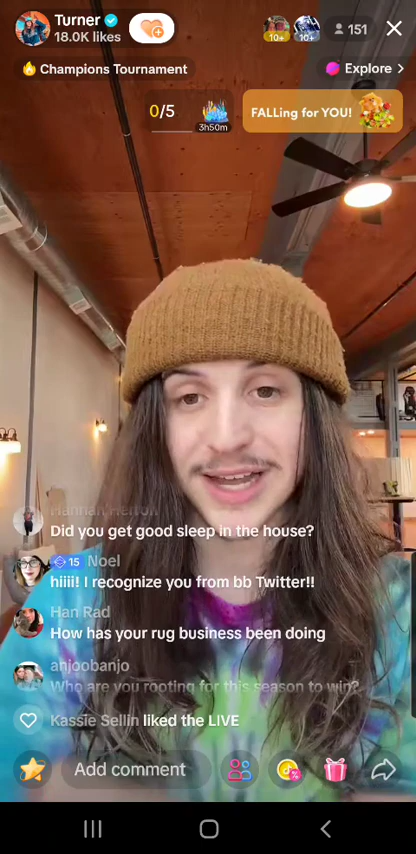 Turner
18.0K likes
10+
10+
151
Champions Tournament
Explore >
0/5
3h50m
FALLing for YOU!
Hannah Herron
Did you get good sleep in the house?
15 Noel
hiiii! I recognize you from bb Twitter!!
Han Rad
How has your rug business been doing
anjoobanjo
Who are you rooting for this season to win?
Kassie Sellin liked the LIVE
Add comment